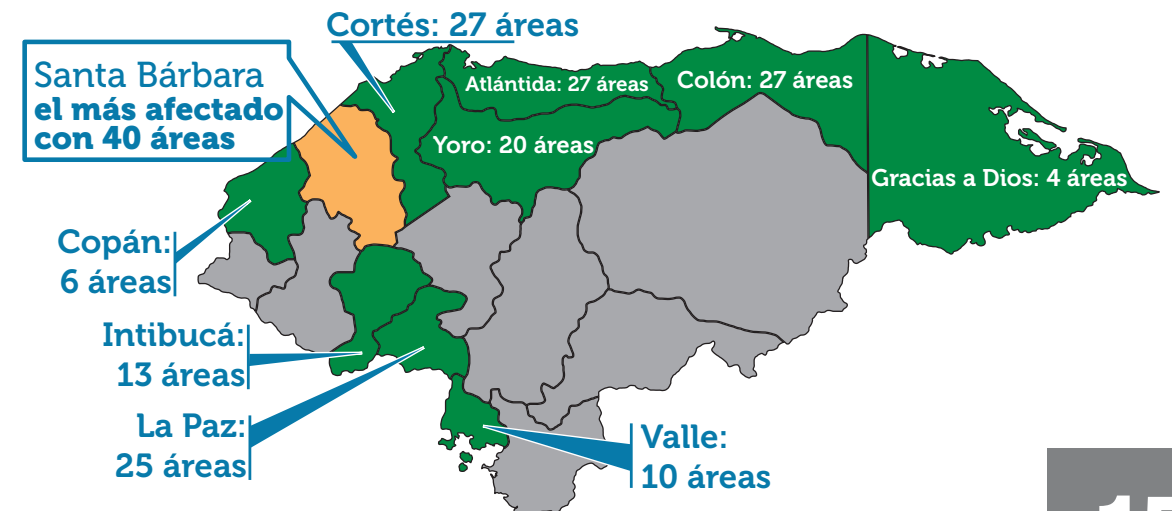 Cortés: 27 áreas
Santa Bárbara
el más afectado
con 40 áreas
Atlántida: 27 áreas
Colón: 27 áreas
Yoro: 20 áreas
Gracias a Dios: 4 áreas
Copán:
6 áreas
Intibucá:
13 áreas
La Paz:
25 áreas
Valle:
10 áreas